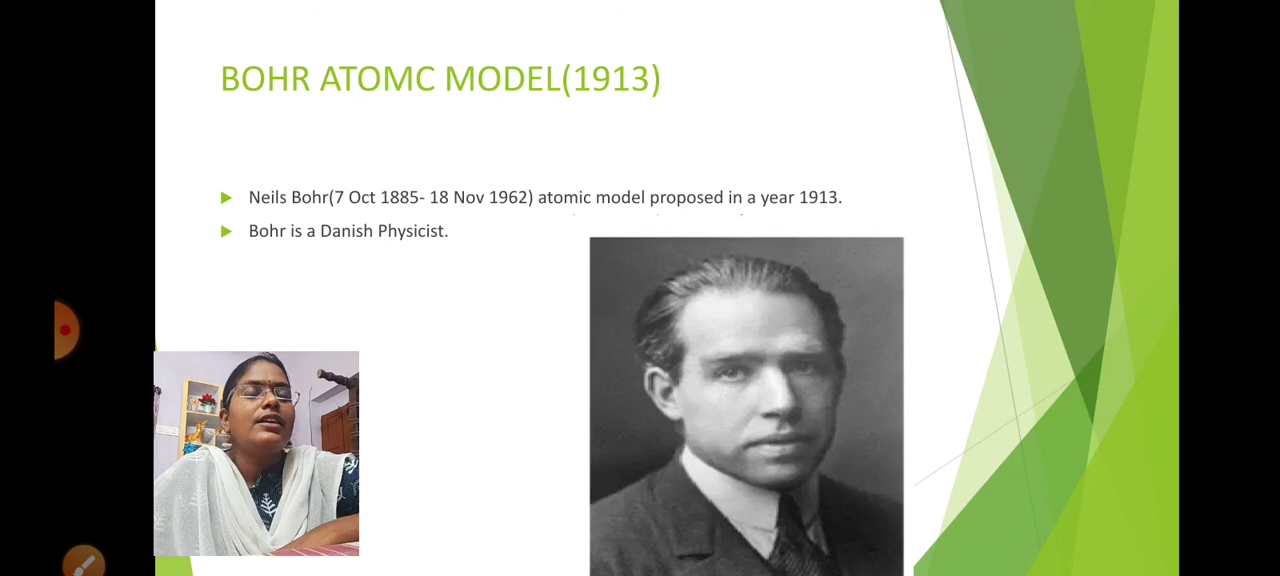 BOHR ATOMC MODEL(1913)
Neils Bohr(7 Oct 1885- 18 Nov 1962) atomic model proposed in a year 1913.
Bohr is a Danish Physicist.